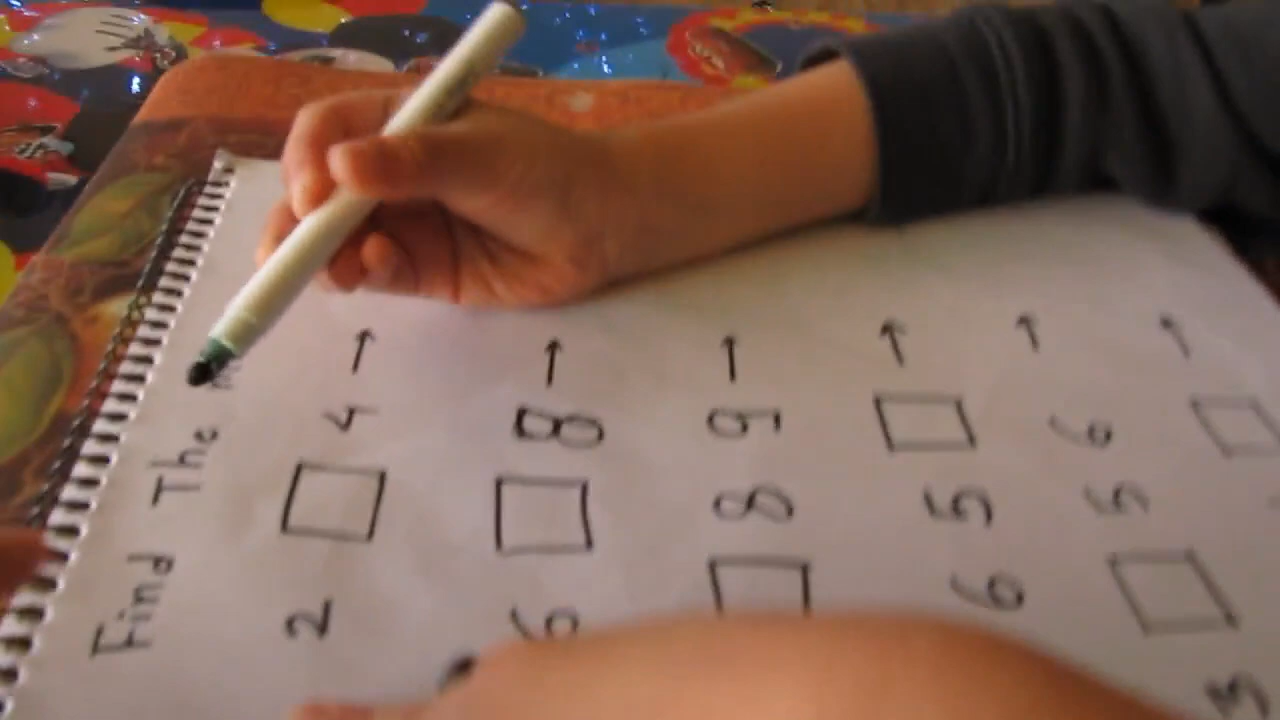 Find The
2 □ 4 →
6 □ 8 →
□ 8 9 →
6 5 □ →
□ 5 6 →
3 □ →